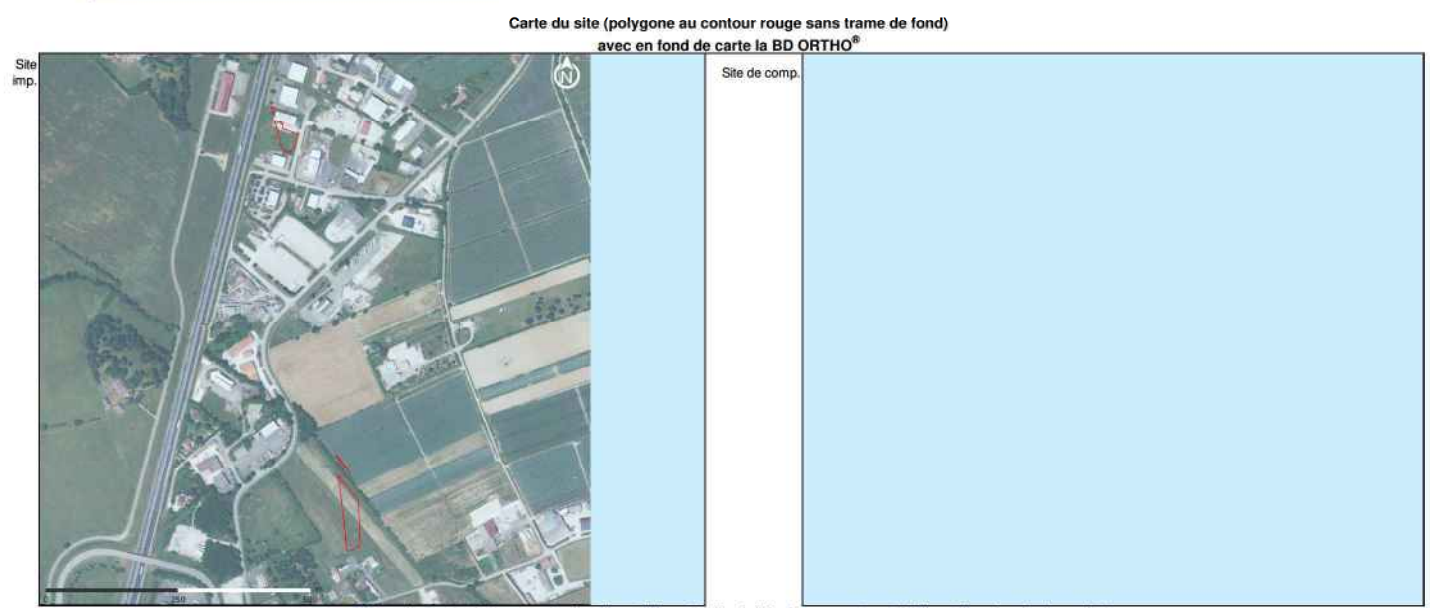 Carte du site (polygone au contour rouge sans trame de fond)
avec en fond de carte la BD ORTHO®
Site
imp.
N
Site de comp.
0 250